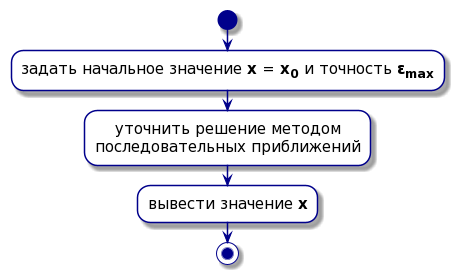 задать начальное значение x = x₀ и точность εmax
уточнить решение методом
последовательных приближений
вывести значение x